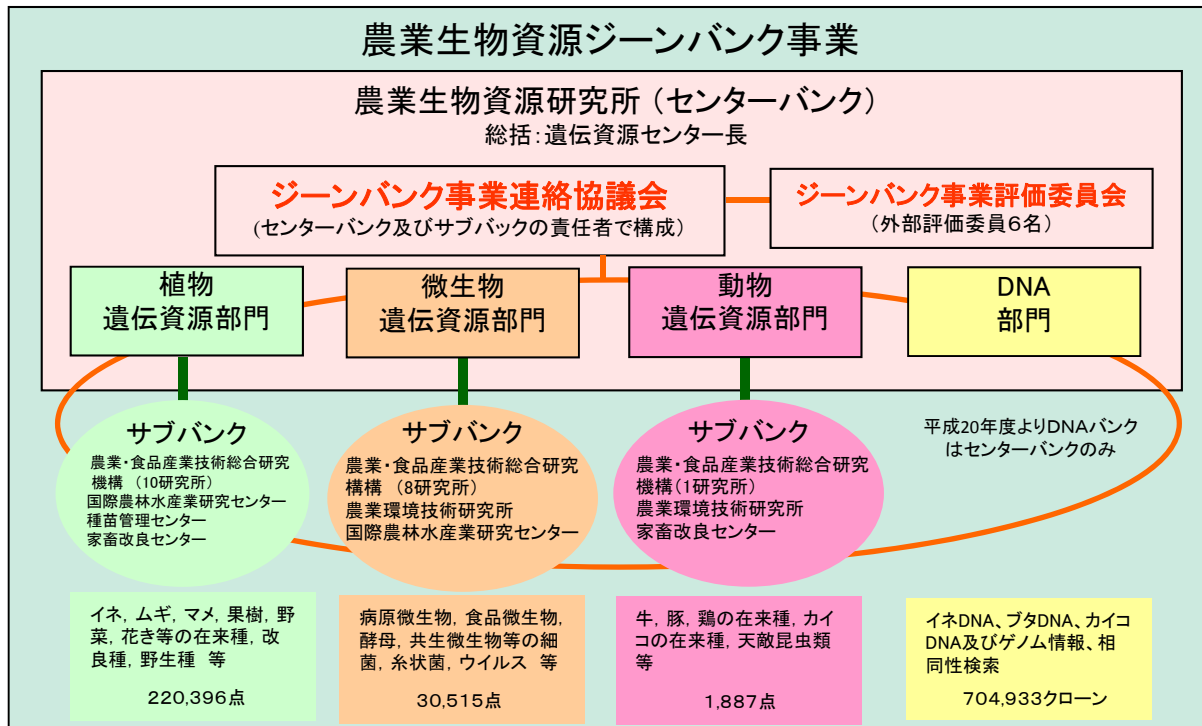 農業生物資源ジーンバンク事業
農業生物資源研究所（センターバンク）
総括：遺伝資源センター長
ジーンバンク事業連絡協議会
(センターバンク及びサブバックの責任者で構成）
ジーンバンク事業評価委員会
（外部評価委員６名）
植物
遺伝資源部門
微生物
遺伝資源部門
動物
遺伝資源部門
DNA
部門
サブバンク
農業・食品産業技術総合研究
機構　（10研究所）
国際農林水産業研究センター
種苗管理センター
家畜改良センター
サブバンク
農業・食品産業技術総合研究
構構　（8研究所）
農業環境技術研究所
国際農林水産業研究センター
サブバンク
農業・食品産業技術総合研究
機構（1研究所）
農業環境技術研究所
家畜改良センター
平成20年度よりDNAバンク
はセンターバンクのみ
イネ，ムギ，マメ，果樹，野
菜，花き等の在来種，改
良種，野生種　等
２２０,３９６点
病原微生物，食品微生物，
酵母，共生微生物等の細
菌，糸状菌，ウイルス　等
３０,５１５点
牛，豚，鶏の在来種，カイ
コの在来種，天敵昆虫類
等
１,８８７点
イネDNA、ブタDNA、カイコ
DNA及びゲノム情報、相
同性検索
７０４,９３３クローン